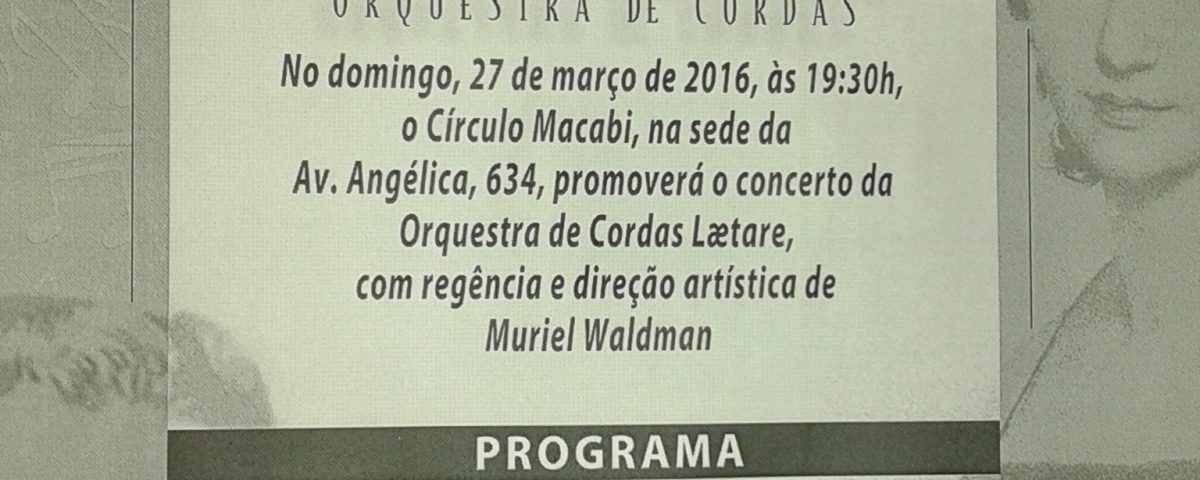 ORQUESTRA DE CORDAS
No domingo, 27 de março de 2016, às 19:30h,
o Círculo Macabi, na sede da
Av. Angélica, 634, promoverá o concerto da
Orquestra de Cordas Lætare,
com regência e direção artística de
Muriel Waldman
PROGRAMA